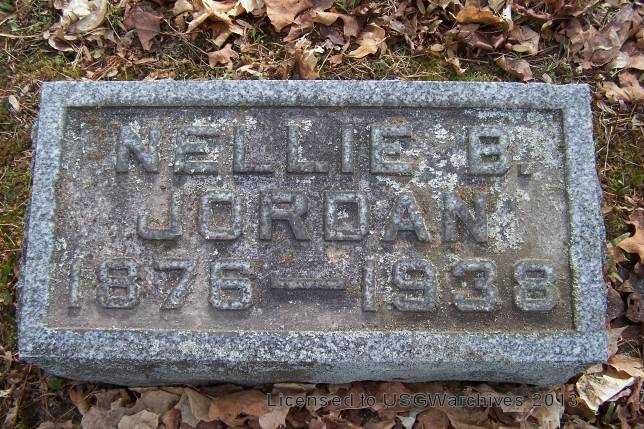 NELLIE B.
JORDAN
1876—1938
Licensed to USGWarchives 2013